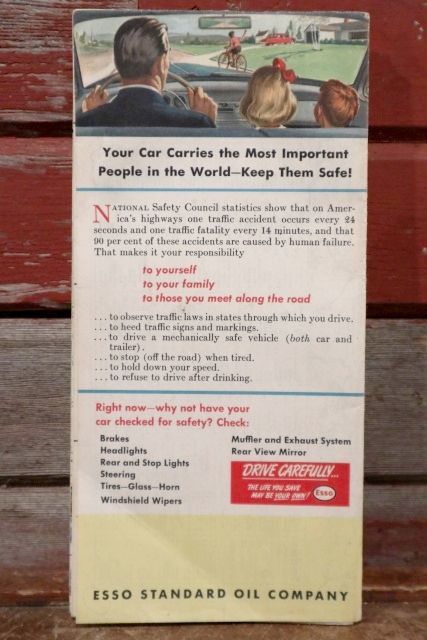 Your Car Carries the Most Important
People in the World—Keep Them Safe!
NATIONAL Safety Council statistics show that on Amer-
ica's highways one traffic accident occurs every 24
seconds and one traffic fatality every 14 minutes, and that
90 per cent of these accidents are caused by human failure.
That makes it your responsibility
to yourself
to your family
to those you meet along the road
...to observe traffic laws in states through which you drive.
...to heed traffic signs and markings.
...to drive a mechanically safe vehicle (both car and
trailer).
...to stop (off the road) when tired.
...to hold down your speed.
...to refuse to drive after drinking.
Right now—why not have your
car checked for safety? Check:
Brakes
Headlights
Rear and Stop Lights
Steering
Tires—Glass—Horn
Windshield Wipers
Muffler and Exhaust System
Rear View Mirror
DRIVE CAREFULLY...
THE LIFE YOU SAVE
MAY BE YOUR OWN!
Esso
ESSO STANDARD OIL COMPANY